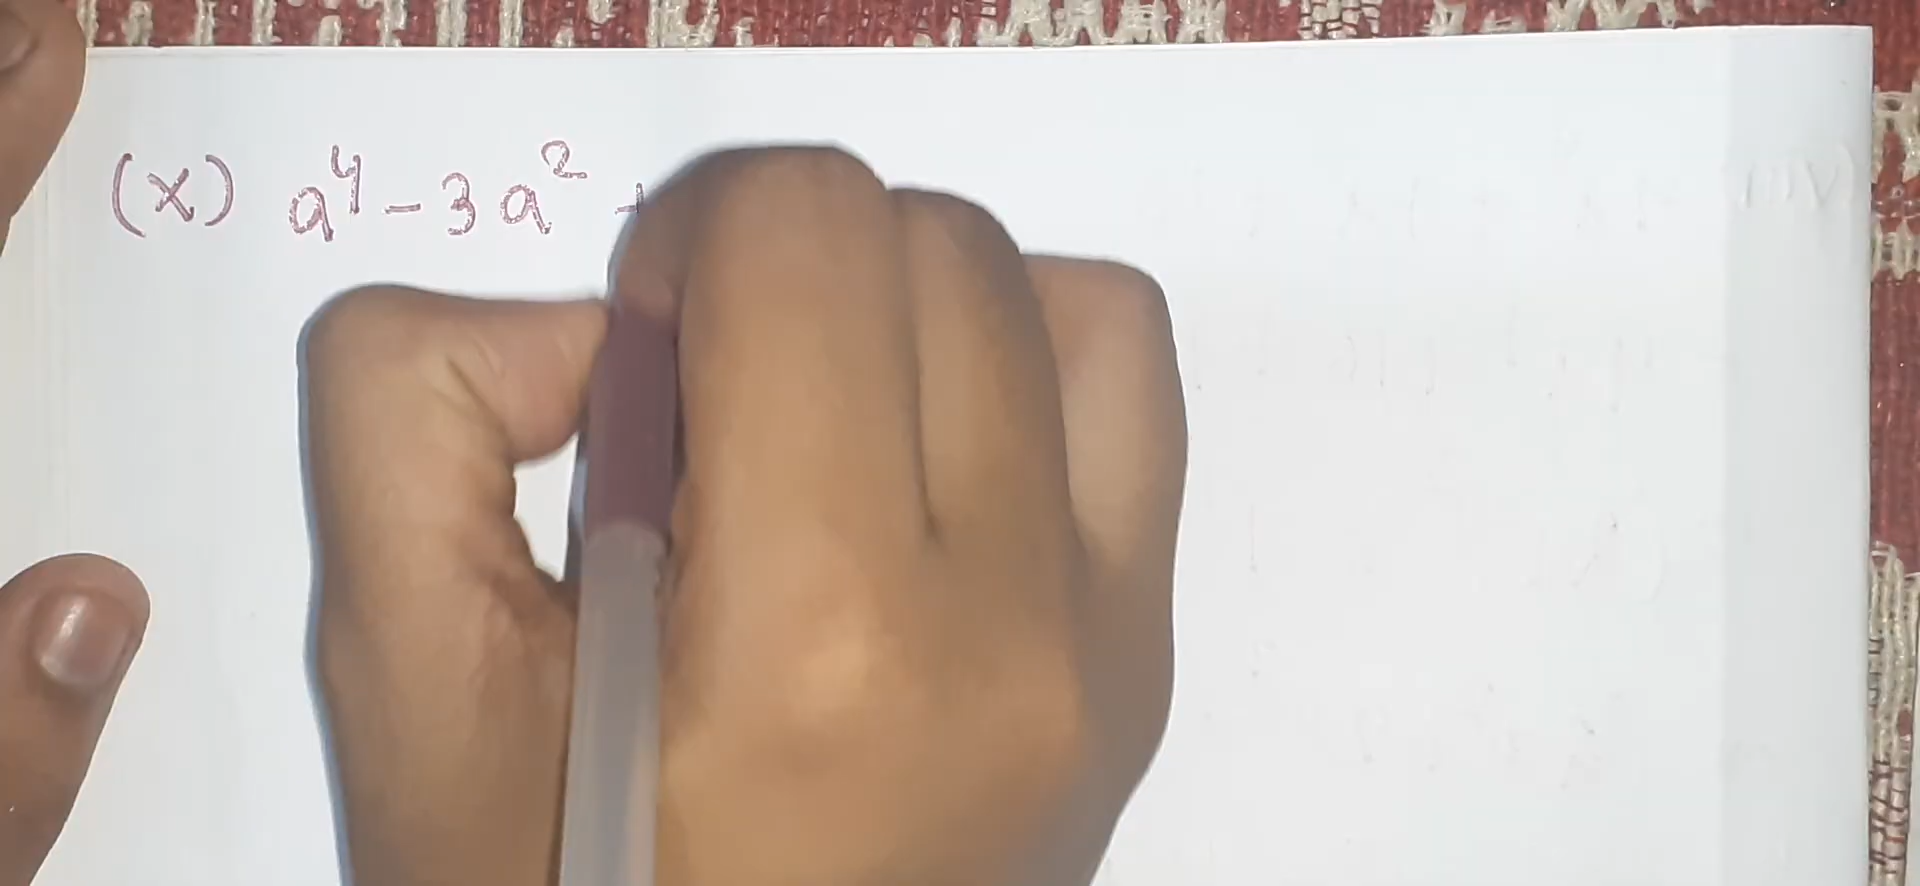 (x) a⁴ - 3a² +